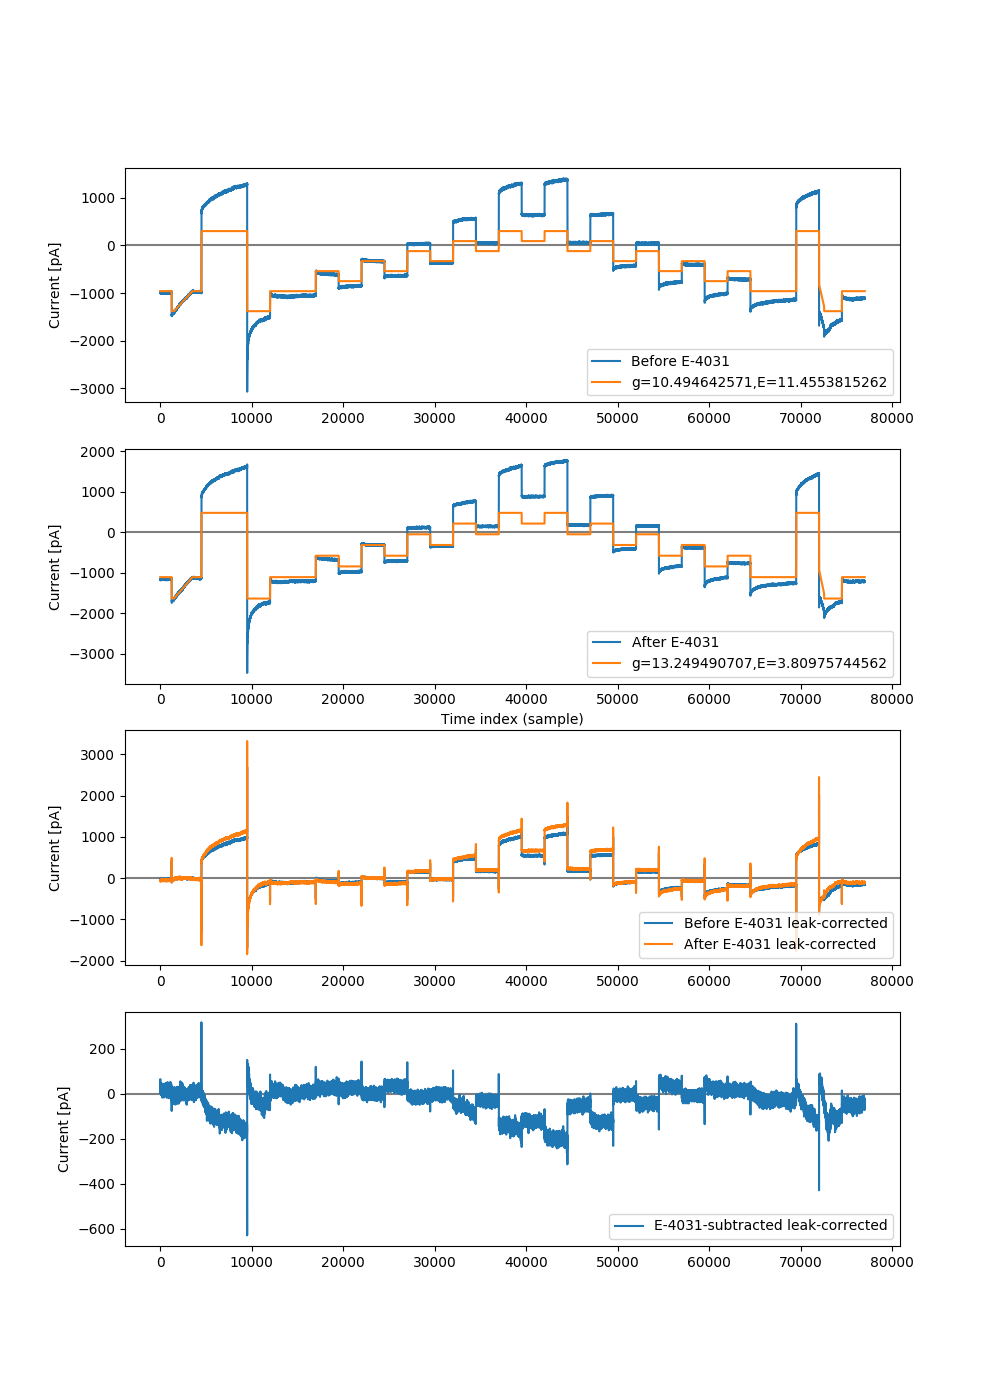 1000
0
−1000
−2000
−3000
Current [pA]
Before E-4031
g=10.494642571,E=11.4553815262
0 10000 20000 30000 40000 50000 60000 70000 80000
2000
1000
0
−1000
−2000
−3000
Current [pA]
After E-4031
g=13.249490707,E=3.80975744562
0 10000 20000 30000 40000 50000 60000 70000 80000
Time index (sample)
3000
2000
1000
0
−1000
−2000
Current [pA]
Before E-4031 leak-corrected
After E-4031 leak-corrected
0 10000 20000 30000 40000 50000 60000 70000 80000
200
0
−200
−400
−600
Current [pA]
E-4031-subtracted leak-corrected
0 10000 20000 30000 40000 50000 60000 70000 80000